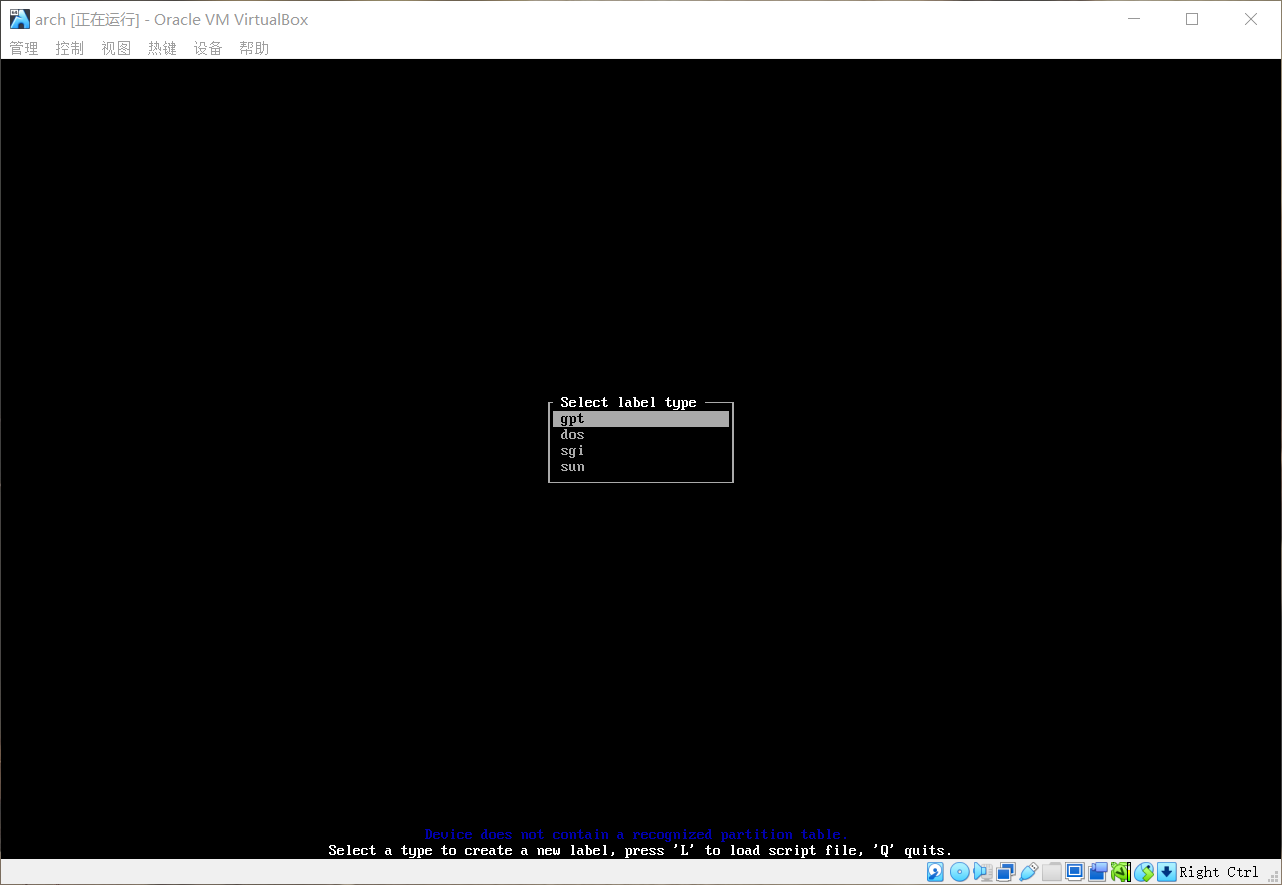 arch [正在运行] - Oracle VM VirtualBox
管理 控制 视图 热键 设备 帮助
Select label type
gpt
dos
sgi
sun
Device does not contain a recognized partition table.
Select a type to create a new label, press 'L' to load script file, 'Q' quits.
Right Ctrl